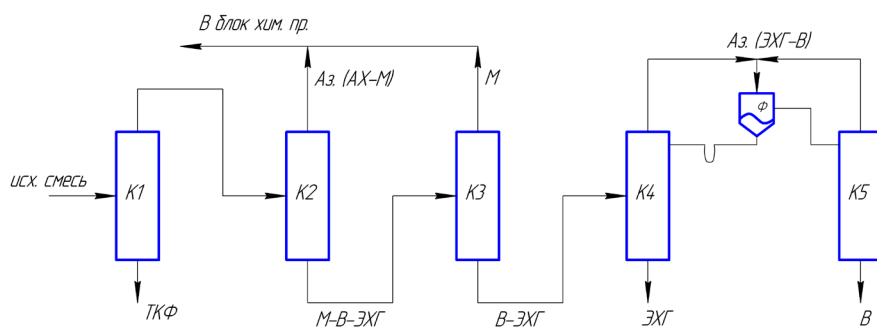 В блок хим. пр.
Аз. (ЭХГ-В)
Аз. (АХ-М)
М
Ф
исх. смесь
К1
К2
К3
К4
К5
ТКФ
М-В-ЭХГ
В-ЭХГ
ЭХГ
В